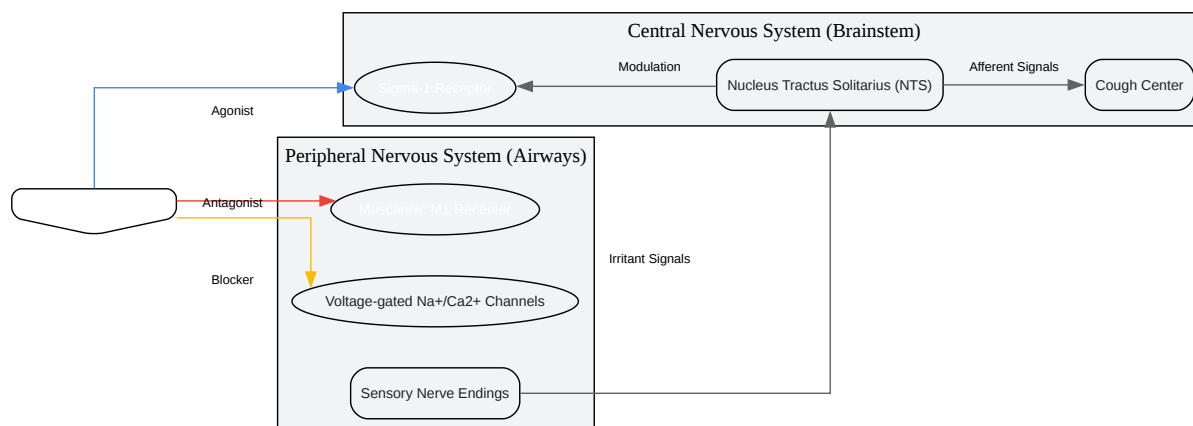 Central Nervous System (Brainstem)
Sigma-1 Receptor
Modulation
Nucleus Tractus Solitarius (NTS)
Afferent Signals
Cough Center
Agonist
Peripheral Nervous System (Airways)
Antagonist
Muscarinic M1 Receptor
Irritant Signals
Blocker
Voltage-gated Na+/Ca2+ Channels
Sensory Nerve Endings